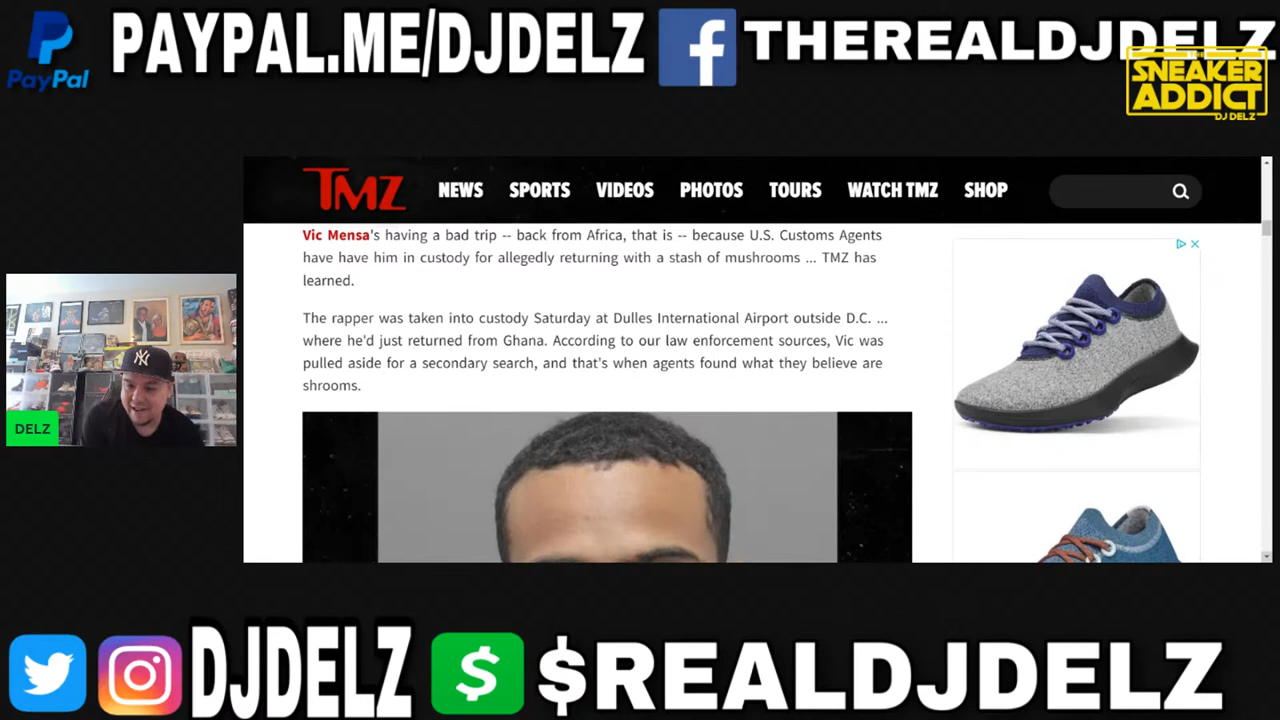 PayPal
PAYPAL.ME/DJDELZ
THEREALDJDELZ
THE
SNEAKER
ADDICT
DJ DELZ
TMZ
NEWS SPORTS VIDEOS PHOTOS TOURS WATCH TMZ SHOP
Vic Mensa's having a bad trip -- back from Africa, that is -- because U.S. Customs Agents
have have him in custody for allegedly returning with a stash of mushrooms ... TMZ has
learned.
The rapper was taken into custody Saturday at Dulles International Airport outside D.C. ...
where he'd just returned from Ghana. According to our law enforcement sources, Vic was
pulled aside for a secondary search, and that's when agents found what they believe are
shrooms.
DELZ
DJDELZ
$REALDJDELZ